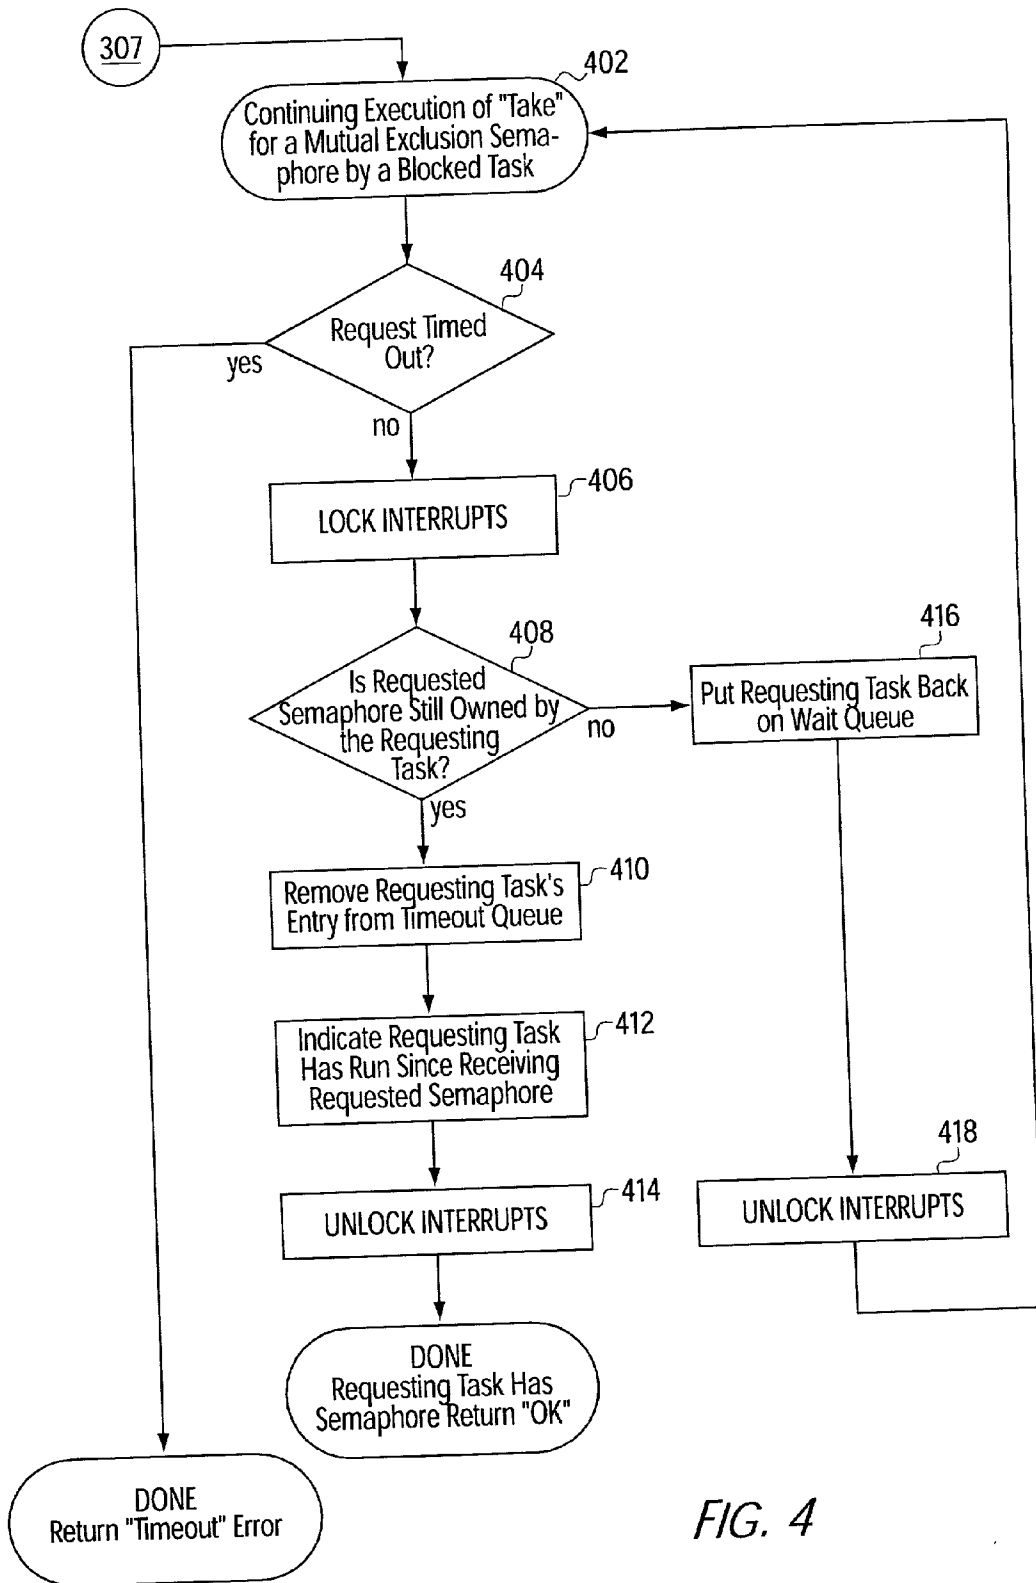 307
402
Continuing Execution of "Take"
for a Mutual Exclusion Sema-
phore by a Blocked Task
404
Request Timed
Out?
yes
no
406
LOCK INTERRUPTS
408
Is Requested
Semaphore Still Owned by
the Requesting
Task?
no
yes
416
Put Requesting Task Back
on Wait Queue
410
Remove Requesting Task's
Entry from Timeout Queue
412
Indicate Requesting Task
Has Run Since Receiving
Requested Semaphore
414
UNLOCK INTERRUPTS
418
UNLOCK INTERRUPTS
DONE
Requesting Task Has
Semaphore Return "OK"
DONE
Return "Timeout" Error
FIG. 4